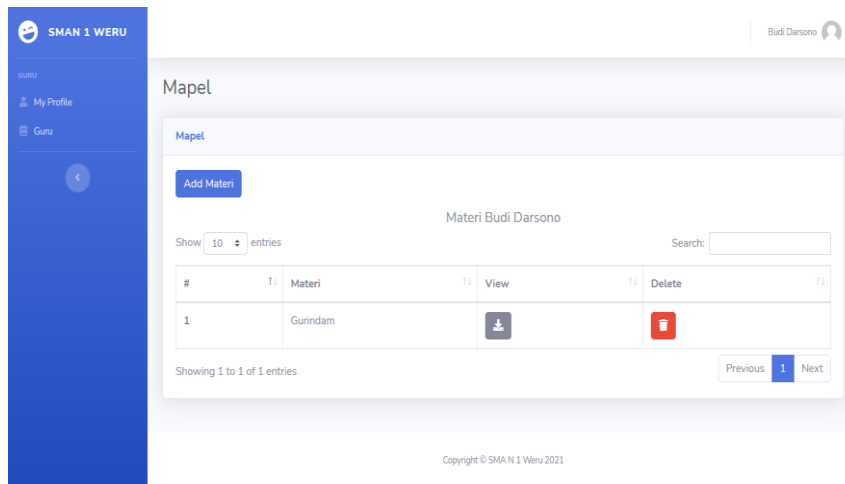 SMAN 1 WERU
Budi Darsono
GURU
My Profile
Guru
Mapel
Mapel
Add Materi
Materi Budi Darsono
Show 10 entries
Search:
# Materi View Delete
1 Gurindam
Showing 1 to 1 of 1 entries
Previous 1 Next
Copyright © SMA N 1 Weru 2021